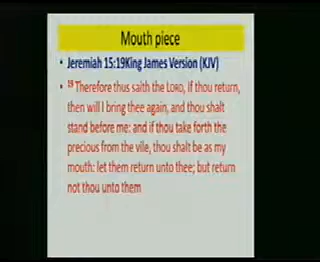 Mouth piece
• Jeremiah 15:19King James Version (KJV)
• 19 Therefore thus saith the LORD, if thou return,
then will I bring thee again, and thou shalt
stand before me: and if thou take forth the
precious from the vile, thou shalt be as my
mouth: let them return unto thee; but return
not thou unto them